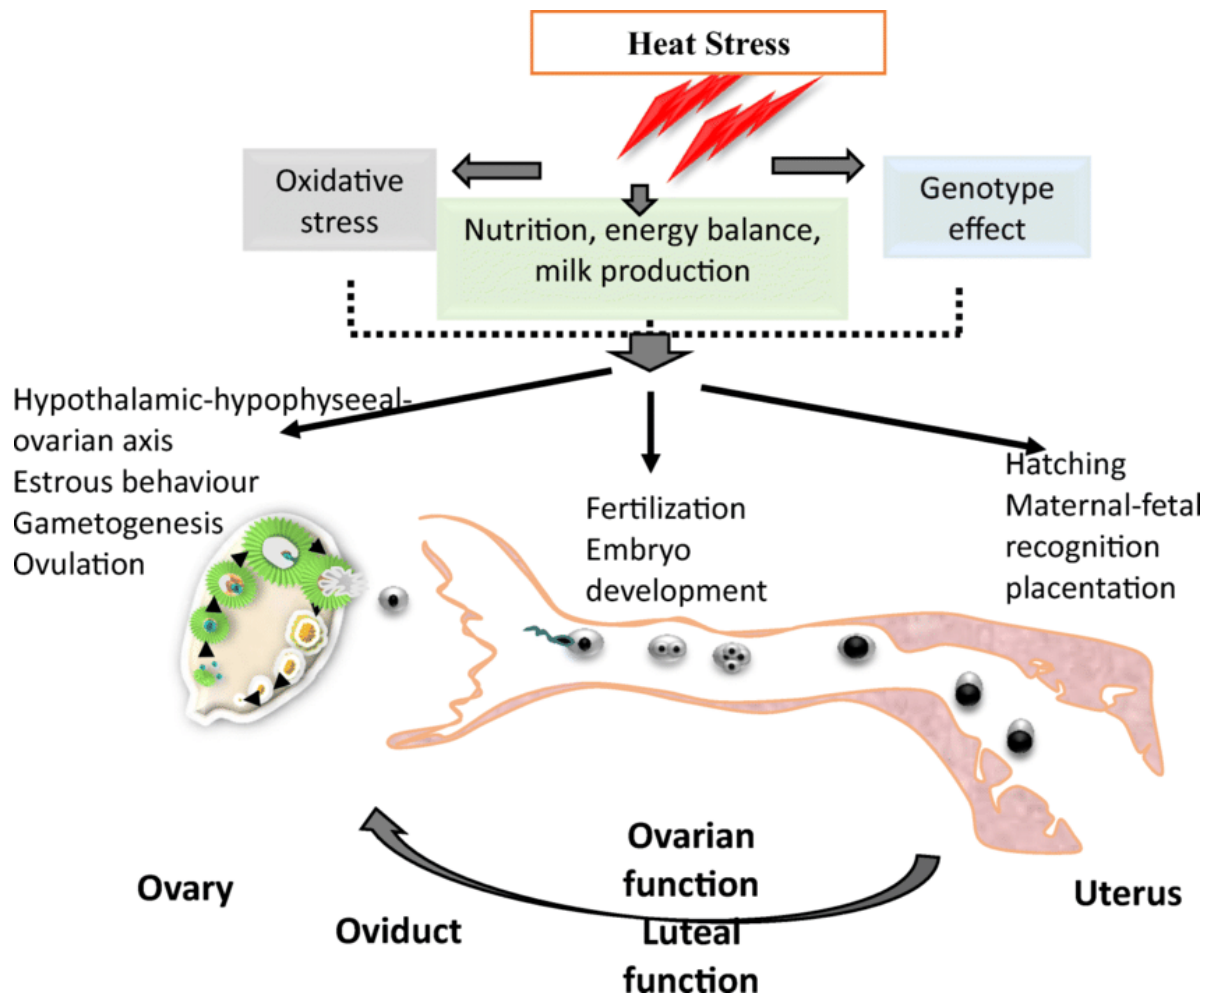 Heat Stress
Oxidative
stress
Nutrition, energy balance,
milk production
Genotype
effect
Hypothalamic-hypophyseeal-
ovarian axis
Estrous behaviour
Gametogenesis
Ovulation
Fertilization
Embryo
development
Hatching
Maternal-fetal
recognition
placentation
Ovary
Oviduct
Ovarian
function
Luteal
function
Uterus